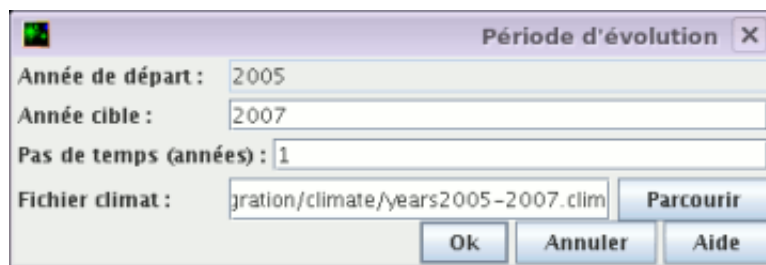 Période d'évolution
Année de départ : 2005
Année cible : 2007
Pas de temps (années) : 1
Fichier climat : gration/climate/years2005-2007.clim Parcourir
Ok Annuler Aide